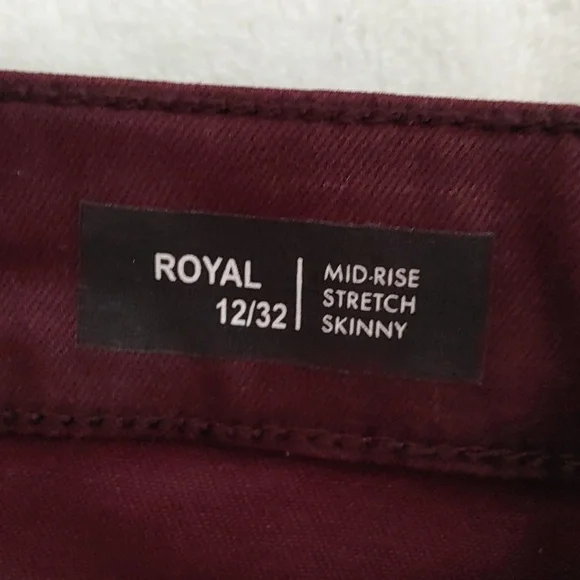 ROYAL
12/32
MID-RISE
STRETCH
SKINNY